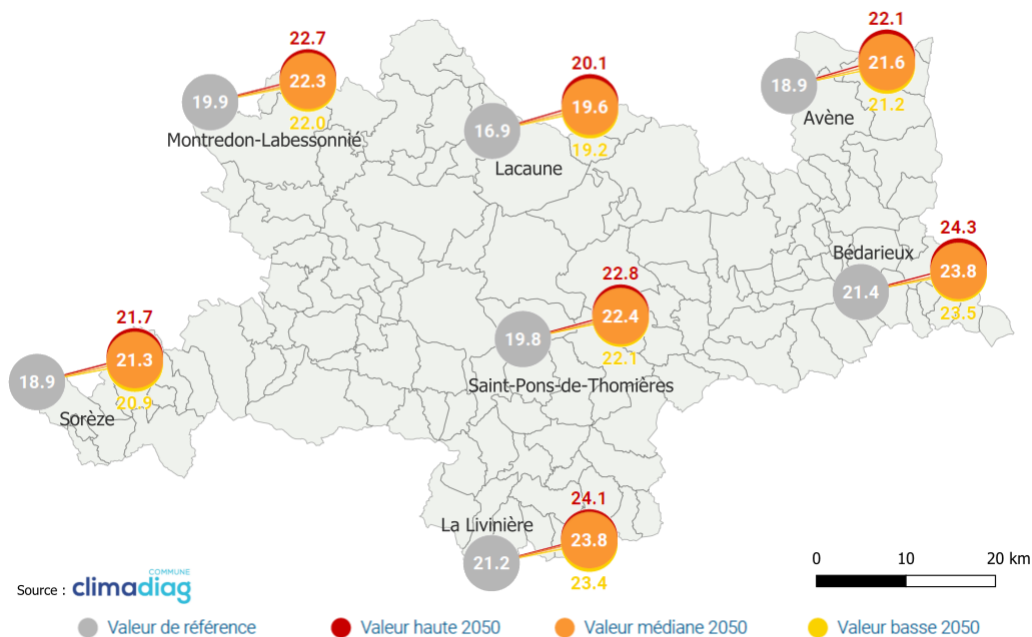 22.7
19.9
22.3
22.0
Montredon-Labessonnié
20.1
16.9
19.6
19.2
Lacaune
22.1
18.9
21.6
21.2
Avène
24.3
Bédarieux
23.8
21.4
23.5
22.8
19.8
22.4
22.1
Saint-Pons-de-Thomières
21.7
18.9
21.3
20.9
Sorèze
24.1
La Livinière
21.2
23.8
23.4
0 10 20 km
Source : COMMUNE
climadiag
Valeur de référence Valeur haute 2050 Valeur médiane 2050 Valeur basse 2050